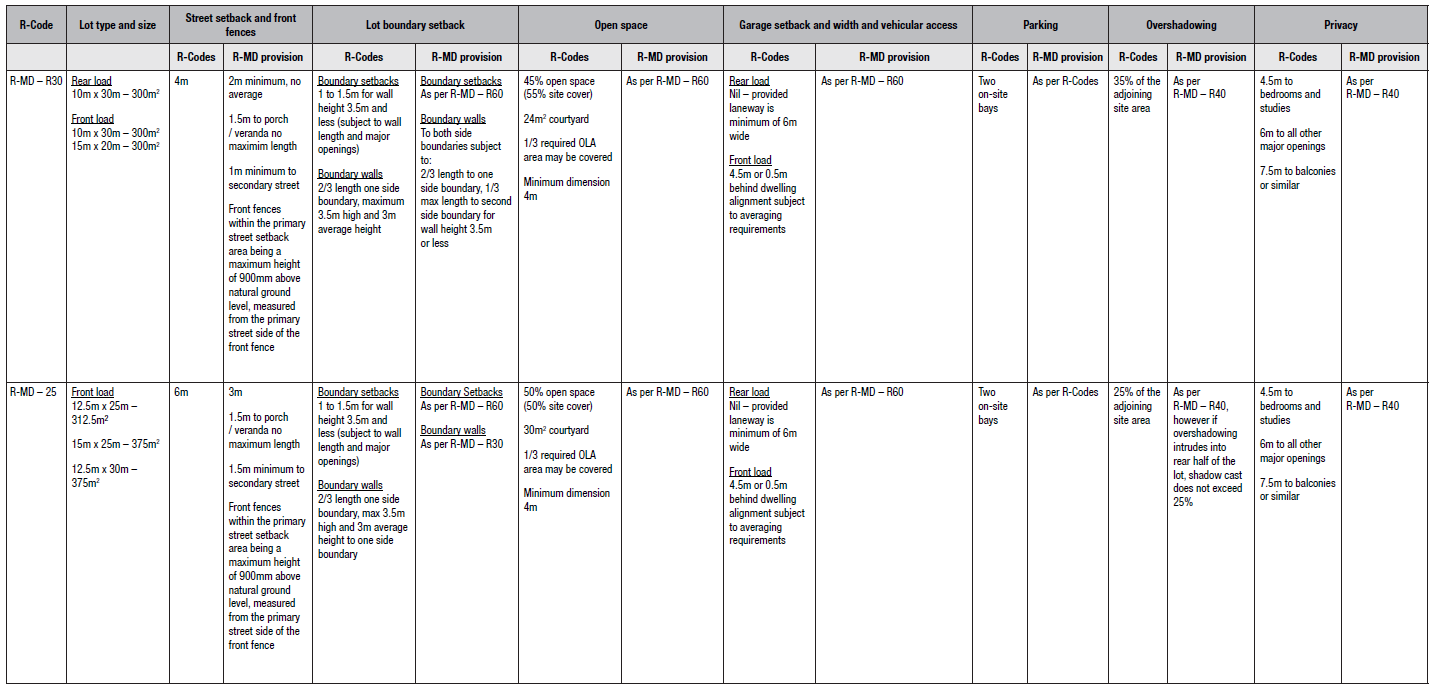 R-Code
Lot type and size
Street setback and front
fences
Lot boundary setback
Open space
Garage setback and width and vehicular access
Parking
Overshadowing
Privacy
R-Codes
R-MD provision
R-Codes
R-MD provision
R-Codes
R-MD provision
R-Codes
R-MD provision
R-Codes
R-MD provision
R-Codes
R-MD provision
R-Codes
R-MD provision
R-MD – R30
Rear load
10m x 30m – 300m²
Front load
10m x 30m – 300m²
15m x 20m – 300m²
4m
2m minimum, no
average
1.5m to porch
/ veranda no
maximim length
1m minimum to
secondary street
Front fences
within the primary
street setback
area being a
maximum height
of 900mm above
natural ground
level, measured
from the primary
street side of the
front fence
Boundary setbacks
1 to 1.5m for wall
height 3.5m and
less (subject to wall
length and major
openings)
Boundary walls
2/3 length one side
boundary, maximum
3.5m high and 3m
average height
Boundary setbacks
As per R-MD – R60
Boundary walls
To both side
boundaries subject
to:
2/3 length to one
side boundary, 1/3
max length to second
side boundary for
wall height 3.5m
or less
45% open space
(55% site cover)
24m² courtyard
1/3 required OLA
area may be covered
Minimum dimension
4m
As per R-MD – R60
Rear load
Nil – provided
laneway is
minimum of 6m
wide
Front load
4.5m or 0.5m
behind dwelling
alignment subject
to averaging
requirements
As per R-MD – R60
Two
on-site
bays
As per R-Codes
35% of the
adjoining
site area
As per
R-MD – R40
4.5m to
bedrooms and
studies
6m to all other
major openings
7.5m to balconies
or similar
As per
R-MD – R40
R-MD – 25
Front load
12.5m x 25m –
312.5m²
15m x 25m – 375m²
12.5m x 30m –
375m²
6m
3m
1.5m to porch
/ veranda no
maximum length
1.5m minimum to
secondary street
Front fences
within the primary
street setback
area being a
maximum height
of 900mm above
natural ground
level, measured
from the primary
street side of the
front fence
Boundary setbacks
1 to 1.5m for wall
height 3.5m and
less (subject to wall
length and major
openings)
Boundary walls
2/3 length one side
boundary, max 3.5m
high and 3m average
height to one side
boundary
Boundary Setbacks
As per R-MD – R60
Boundary walls
As per R-MD – R30
50% open space
(50% site cover)
30m² courtyard
1/3 required OLA
area may be covered
Minimum dimension
4m
As per R-MD – R60
Rear load
Nil – provided
laneway is
minimum of 6m
wide
Front load
4.5m or 0.5m
behind dwelling
alignment subject
to averaging
requirements
As per R-MD – R60
Two
on-site
bays
As per R-Codes
25% of the
adjoining
site area
As per
R-MD – R40,
however if
overshadowing
intrudes into
rear half of the
lot, shadow cast
does not exceed
25%
4.5m to
bedrooms and
studies
6m to all other
major openings
7.5m to balconies
or similar
As per
R-MD – R40